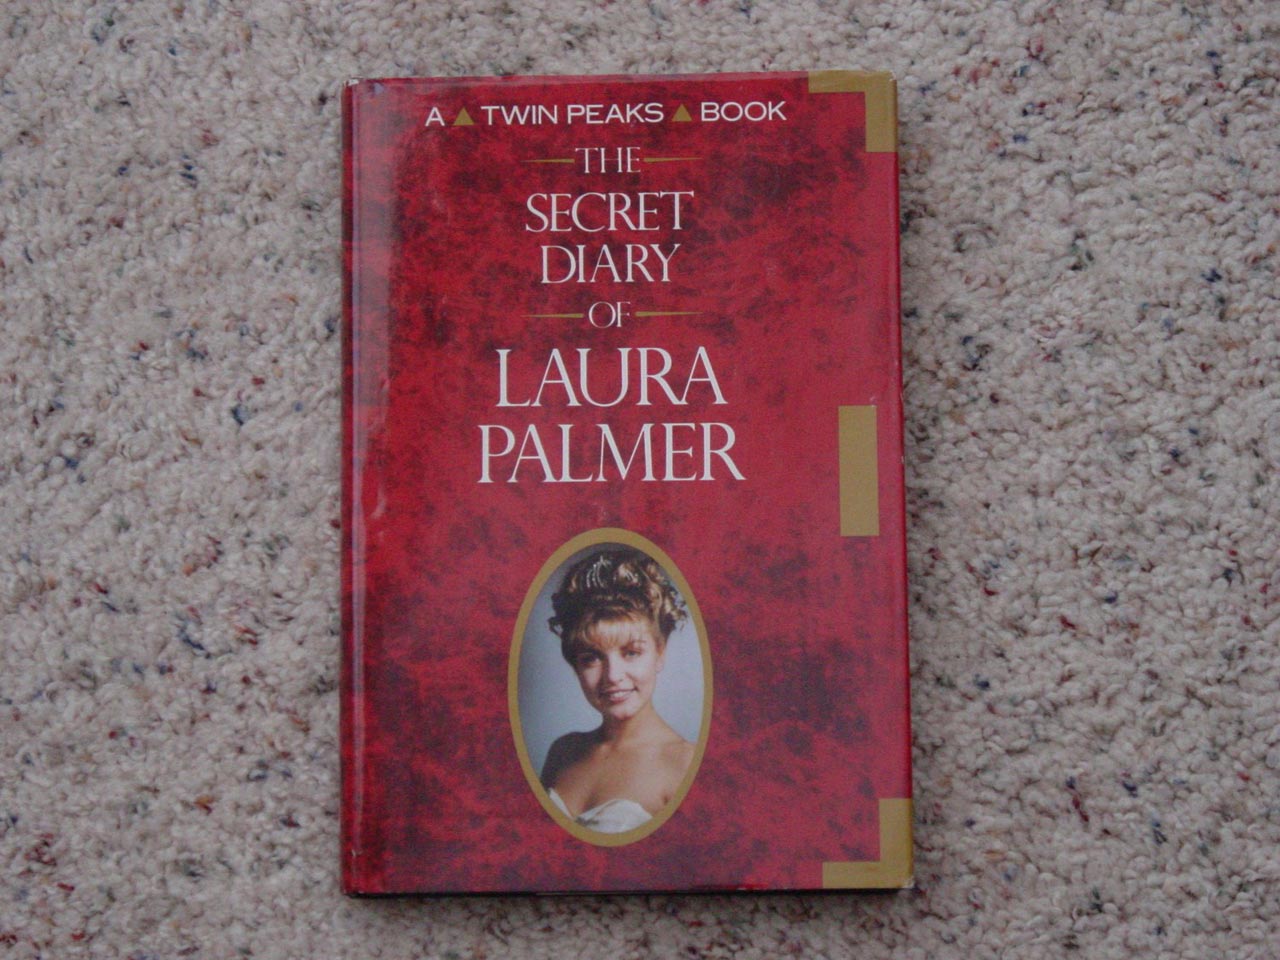 A ▲ TWIN PEAKS ▲ BOOK
THE
SECRET
DIARY
OF
LAURA
PALMER